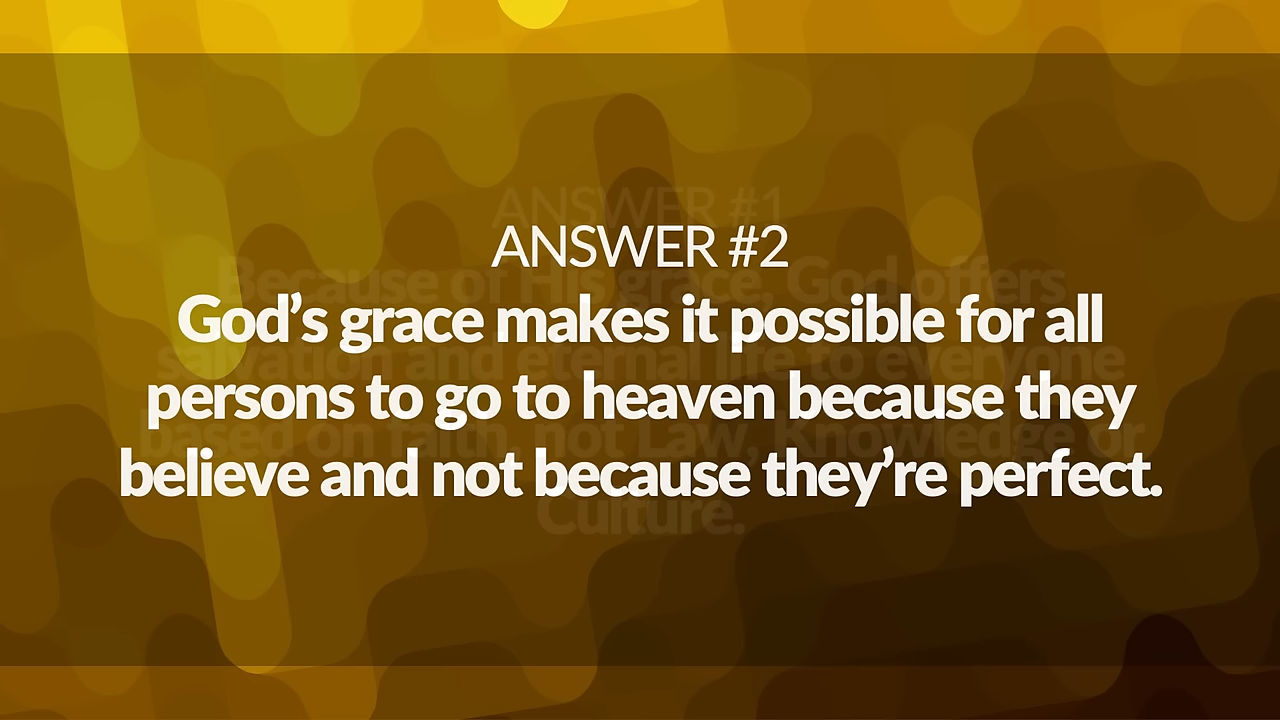 ANSWER #1
Because of His grace, God offers
salvation and eternal life to everyone
based on faith, not Law, Knowledge or
Culture.
ANSWER #2
God’s grace makes it possible for all
persons to go to heaven because they
believe and not because they’re perfect.